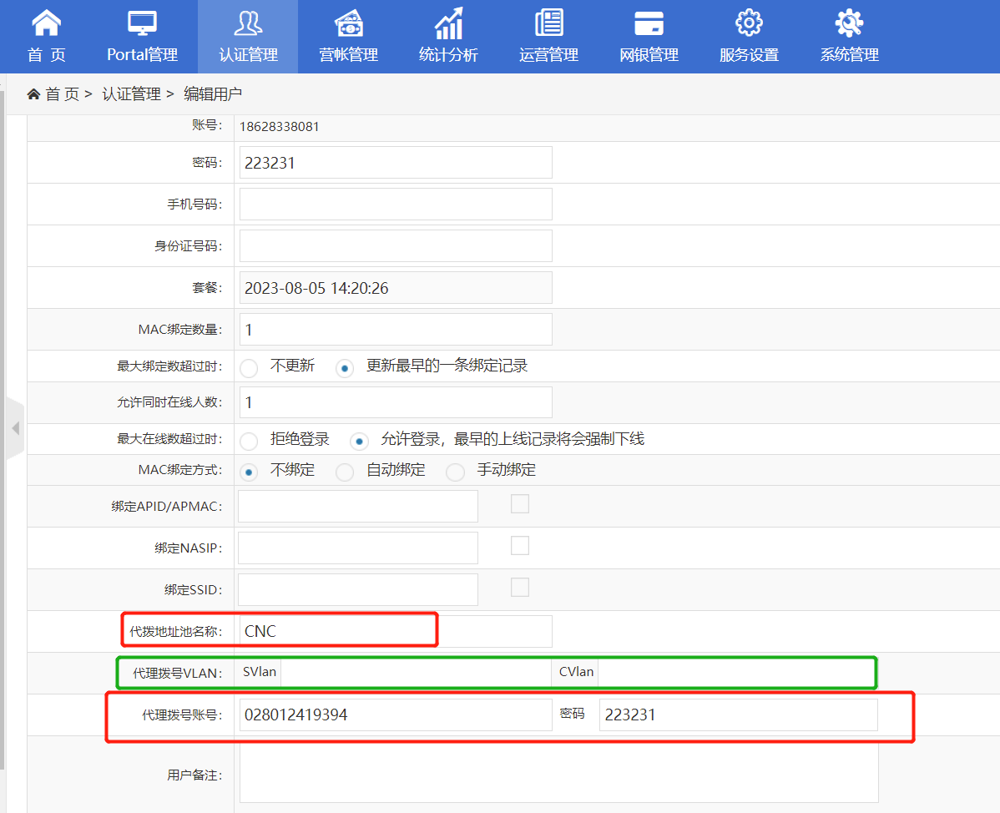 首 页 Portal管理 认证管理 营帐管理 统计分析 运营管理 网银管理 服务设置 系统管理
首 页 > 认证管理 > 编辑用户
账号： 18628338081
密码： 223231
手机号码：
身份证号码：
套餐： 2023-08-05 14:20:26
MAC绑定数量： 1
最大绑定数超过时： 不更新 更新最早的一条绑定记录
允许同时在线人数： 1
最大在线数超过时： 拒绝登录 允许登录，最早的上线记录将会强制下线
MAC绑定方式： 不绑定 自动绑定 手动绑定
绑定APID/APMAC：
绑定NASIP：
绑定SSID：
代拨地址池名称： CNC
代理拨号VLAN： SVlan CVlan
代理拨号账号： 028012419394 密码 223231
用户备注：